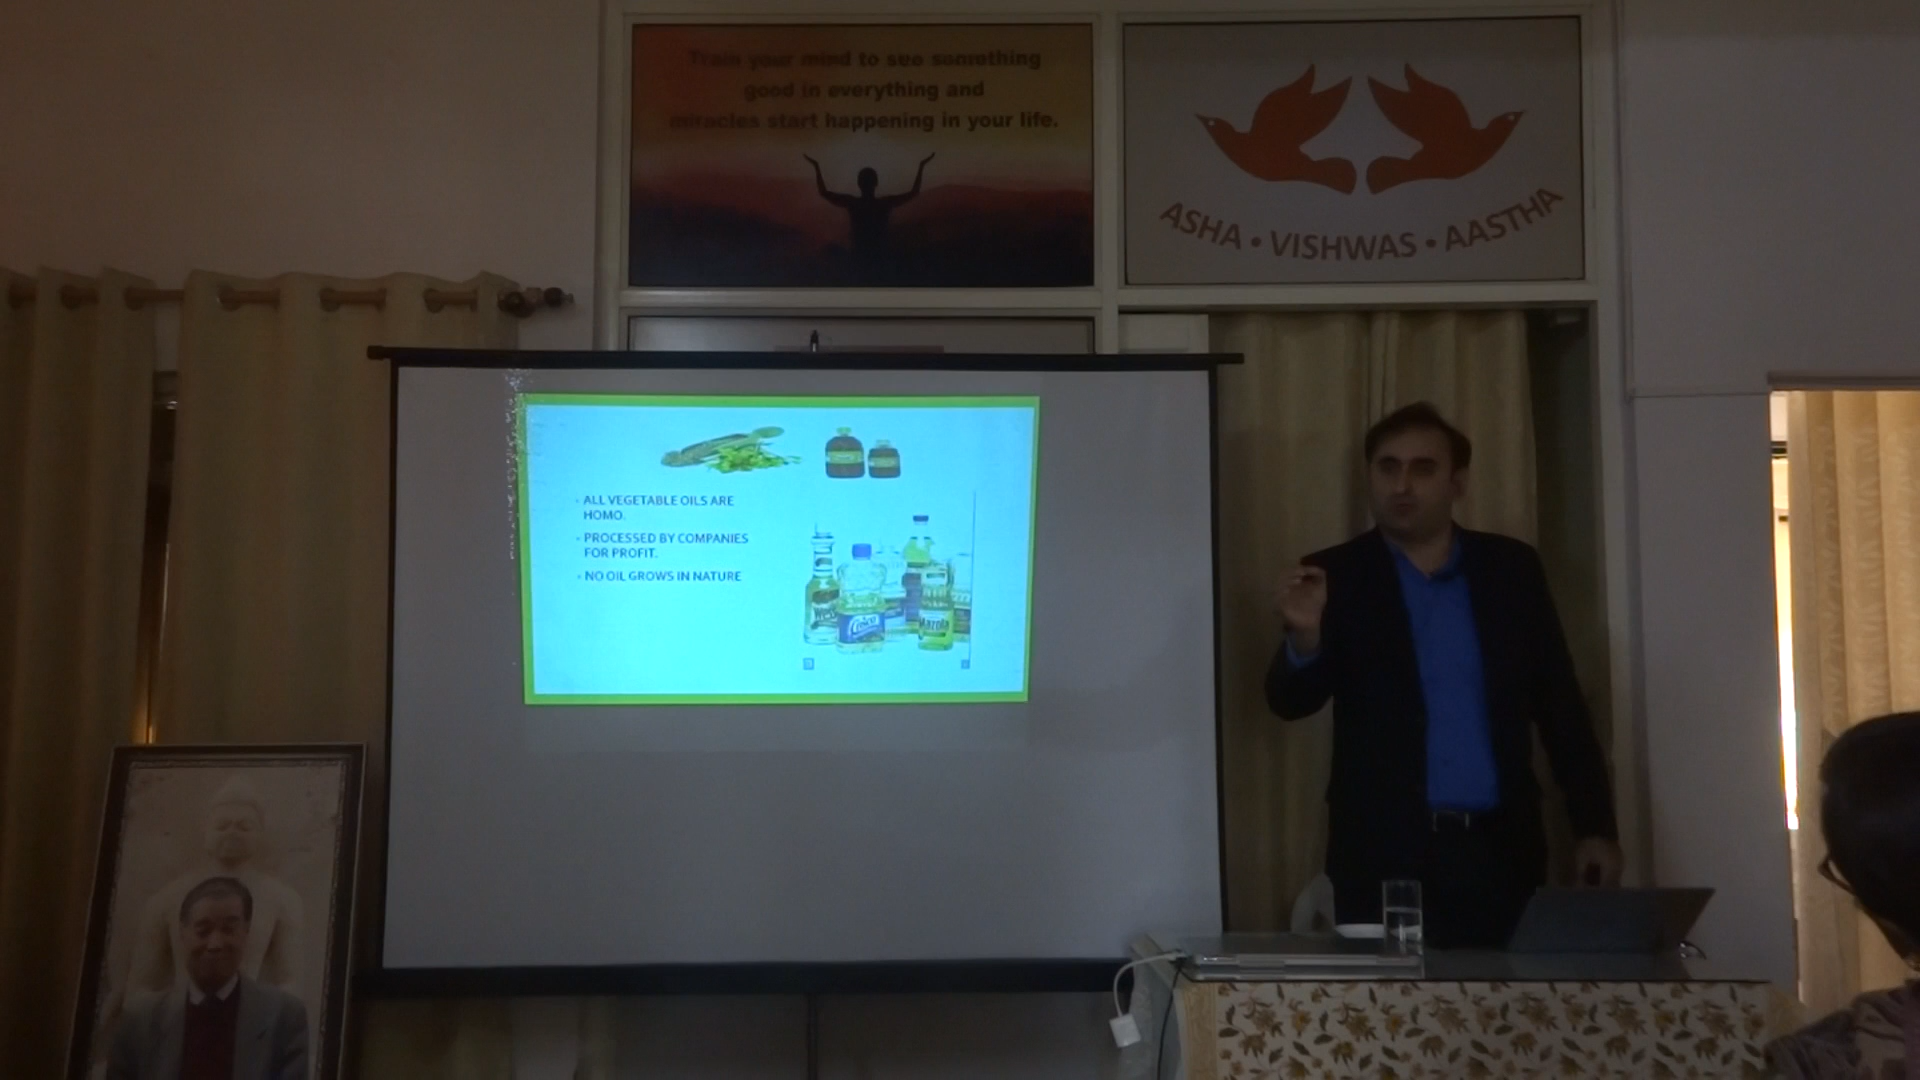 Train your mind to see something
good in everything and
miracles start happening in your life.
ASHA • VISHWAS • AASTHA
• ALL VEGETABLE OILS ARE
HOMO.
• PROCESSED BY COMPANIES
FOR PROFIT.
• NO OIL GROWS IN NATURE
Crisco
Mazola